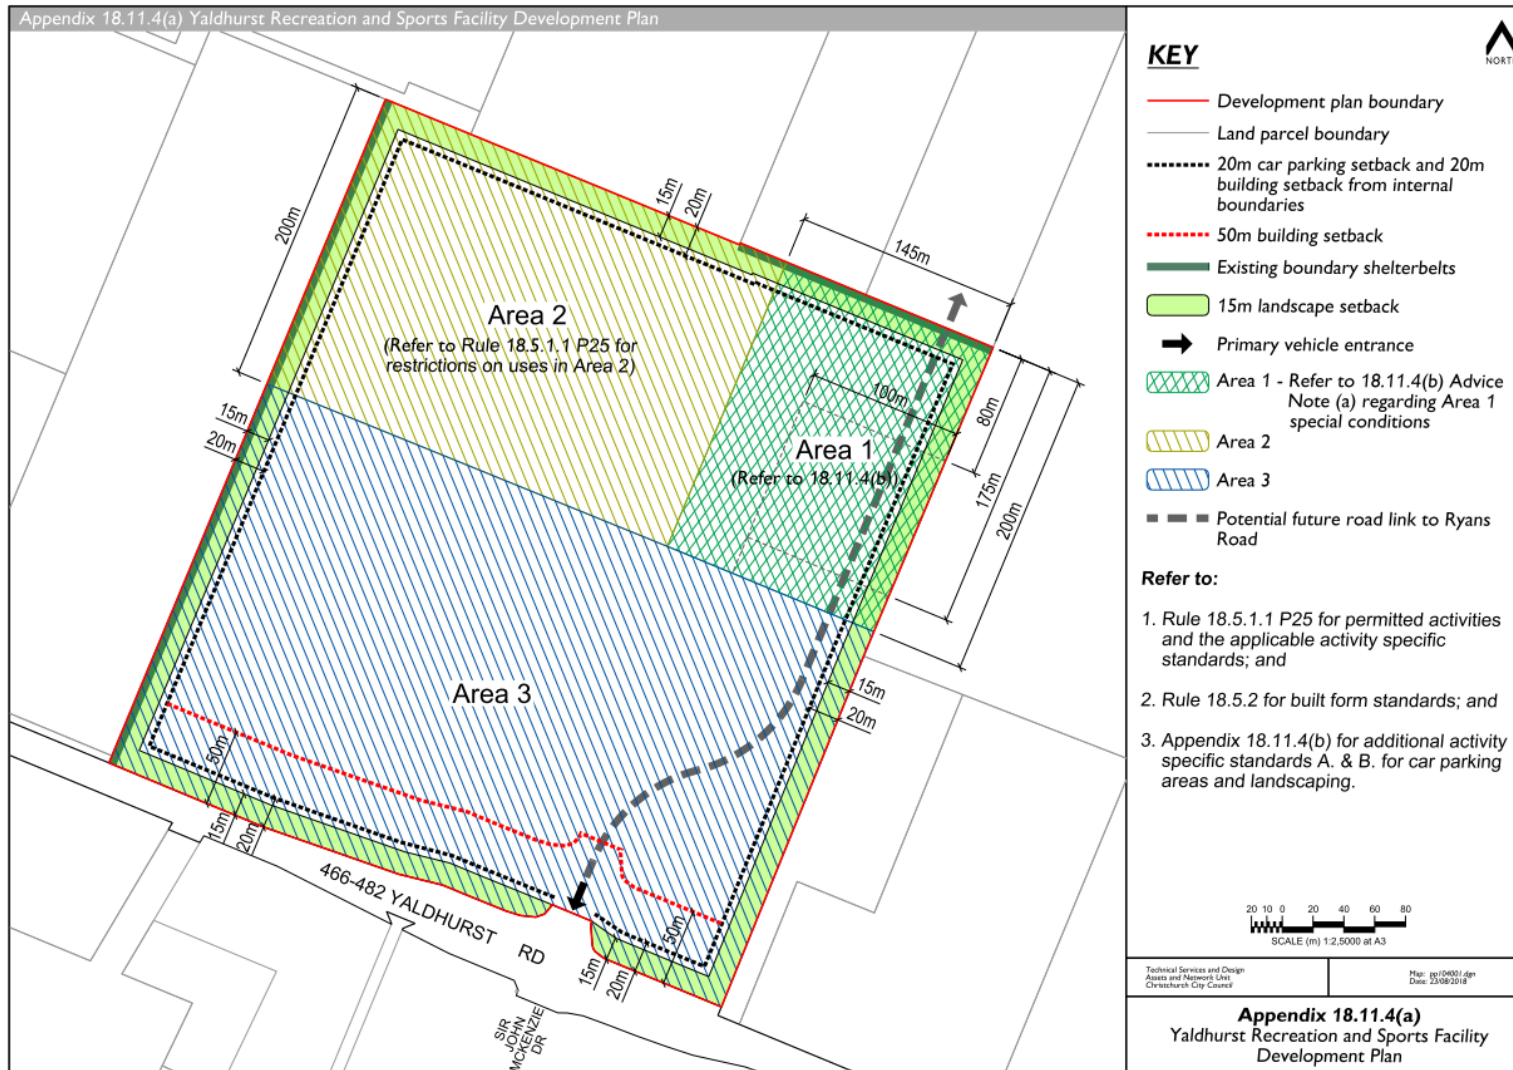 Appendix 18.11.4(a) Yaldhurst Recreation and Sports Facility Development Plan
200m
15m
20m
145m
Area 2
(Refer to Rule 18.5.1.1 P25 for
restrictions on uses in Area 2)
100m
80m
15m
20m
Area 1
(Refer to 18.11.4(b))
175m
200m
Area 3
15m
20m
50m
15m
20m
466-482 YALDHURST RD
50m
15m
20m
SIR
JOHN
MCKENZIE
DR
KEY
NORTH
Development plan boundary
Land parcel boundary
20m car parking setback and 20m
building setback from internal
boundaries
50m building setback
Existing boundary shelterbelts
15m landscape setback
Primary vehicle entrance
Area 1 - Refer to 18.11.4(b) Advice
Note (a) regarding Area 1
special conditions
Area 2
Area 3
Potential future road link to Ryans
Road
Refer to:
1. Rule 18.5.1.1 P25 for permitted activities
and the applicable activity specific
standards; and
2. Rule 18.5.2 for built form standards; and
3. Appendix 18.11.4(b) for additional activity
specific standards A. & B. for car parking
areas and landscaping.
20 10 0 20 40 60 80
SCALE (m) 1:2,5000 at A3
Technical Services and Design
Assets and Network Unit
Christchurch City Council
Map: pp104001.dgn
Date: 23/08/2018
Appendix 18.11.4(a)
Yaldhurst Recreation and Sports Facility
Development Plan